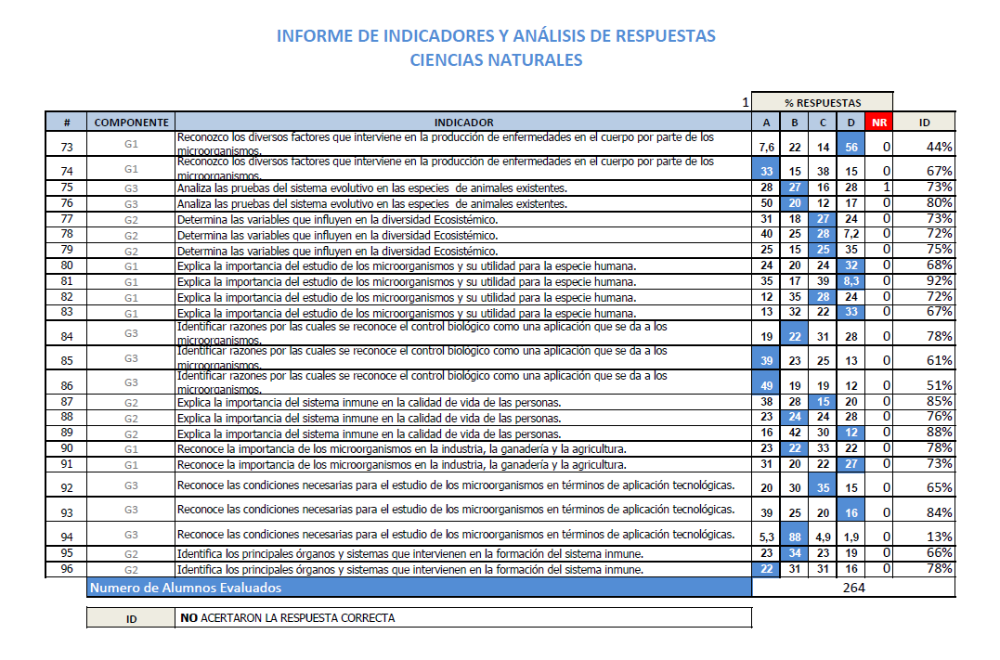 INFORME DE INDICADORES Y ANÁLISIS DE RESPUESTAS
CIENCIAS NATURALES
1 % RESPUESTAS
# COMPONENTE INDICADOR A B C D NR ID
73 G1 Reconozco los diversos factores que interviene en la producción de enfermedades en el cuerpo por parte de los
microorganismos. 7,6 22 14 56 0 44%
74 G1 Reconozco los diversos factores que interviene en la producción de enfermedades en el cuerpo por parte de los
microorganismos. 33 15 38 15 0 67%
75 G3 Analiza las pruebas del sistema evolutivo en las especies de animales existentes. 28 27 16 28 1 73%
76 G3 Analiza las pruebas del sistema evolutivo en las especies de animales existentes. 50 20 12 17 0 80%
77 G2 Determina las variables que influyen en la diversidad Ecosistémico. 31 18 27 24 0 73%
78 G2 Determina las variables que influyen en la diversidad Ecosistémico. 40 25 28 7,2 0 72%
79 G2 Determina las variables que influyen en la diversidad Ecosistémico. 25 15 25 35 0 75%
80 G1 Explica la importancia del estudio de los microorganismos y su utilidad para la especie humana. 24 20 24 32 0 68%
81 G1 Explica la importancia del estudio de los microorganismos y su utilidad para la especie humana. 35 17 39 8,3 0 92%
82 G1 Explica la importancia del estudio de los microorganismos y su utilidad para la especie humana. 12 35 28 24 0 72%
83 G1 Explica la importancia del estudio de los microorganismos y su utilidad para la especie humana. 13 32 22 33 0 67%
84 G3 Identificar razones por las cuales se reconoce el control biológico como una aplicación que se da a los
microorganismos. 19 22 31 28 0 78%
85 G3 Identificar razones por las cuales se reconoce el control biológico como una aplicación que se da a los
microorganismos. 39 23 25 13 0 61%
86 G3 Identificar razones por las cuales se reconoce el control biológico como una aplicación que se da a los
microorganismos. 49 19 19 12 0 51%
87 G2 Explica la importancia del sistema inmune en la calidad de vida de las personas. 38 28 15 20 0 85%
88 G2 Explica la importancia del sistema inmune en la calidad de vida de las personas. 23 24 24 28 0 76%
89 G2 Explica la importancia del sistema inmune en la calidad de vida de las personas. 16 42 30 12 0 88%
90 G1 Reconoce la importancia de los microorganismos en la industria, la ganadería y la agricultura. 23 22 33 22 0 78%
91 G1 Reconoce la importancia de los microorganismos en la industria, la ganadería y la agricultura. 31 20 22 27 0 73%
92 G3 Reconoce las condiciones necesarias para el estudio de los microorganismos en términos de aplicación tecnológicas. 20 30 35 15 0 65%
93 G3 Reconoce las condiciones necesarias para el estudio de los microorganismos en términos de aplicación tecnológicas. 39 25 20 16 0 84%
94 G3 Reconoce las condiciones necesarias para el estudio de los microorganismos en términos de aplicación tecnológicas. 5,3 88 4,9 1,9 0 13%
95 G2 Identifica los principales órganos y sistemas que intervienen en la formación del sistema inmune. 23 34 23 19 0 66%
96 G2 Identifica los principales órganos y sistemas que intervienen en la formación del sistema inmune. 22 31 31 16 0 78%
Numero de Alumnos Evaluados 264
ID NO ACERTARON LA RESPUESTA CORRECTA